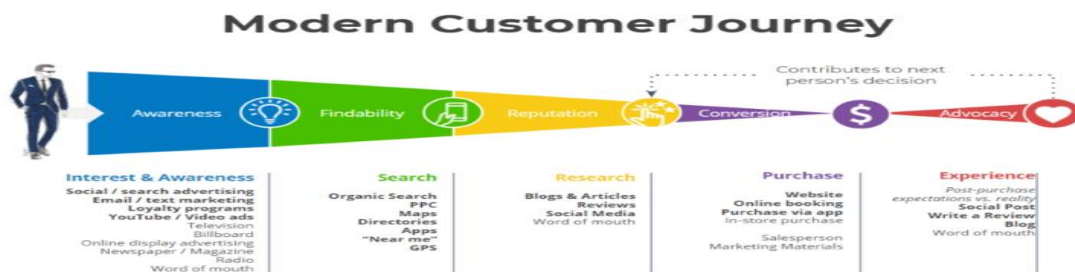 Modern Customer Journey
Contributes to next
person's decision
Awareness
Findability
Reputation
Conversion
$
Advocacy
Interest & Awareness
Social / search advertising
Email / text marketing
Loyalty programs
YouTube / Video ads
Television
Billboard
Online display advertising
Newspaper / Magazine
Radio
Word of mouth
Search
Organic Search
PPC
Maps
Directories
Apps
"Near me"
GPS
Research
Blogs & Articles
Reviews
Social Media
Word of mouth
Purchase
Website
Online booking
Purchase via app
In-store purchase
Salesperson
Marketing Materials
Experience
Post-purchase
expectations vs. reality
Social Post
Write a Review
Blog
Word of mouth